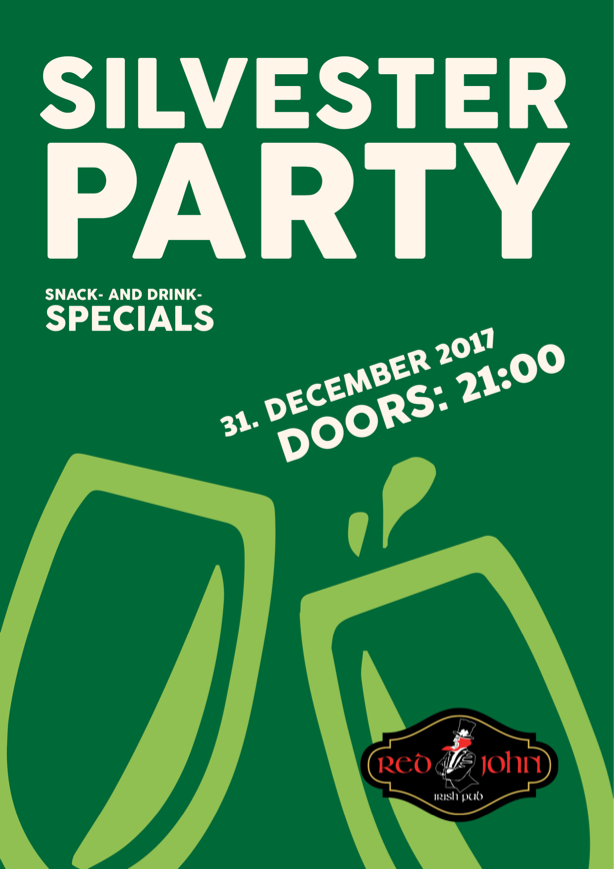 SILVESTER
PARTY
SNACK- AND DRINK-
SPECIALS
31. DECEMBER 2017
DOORS: 21:00
RED JOHN
IRISH PUB